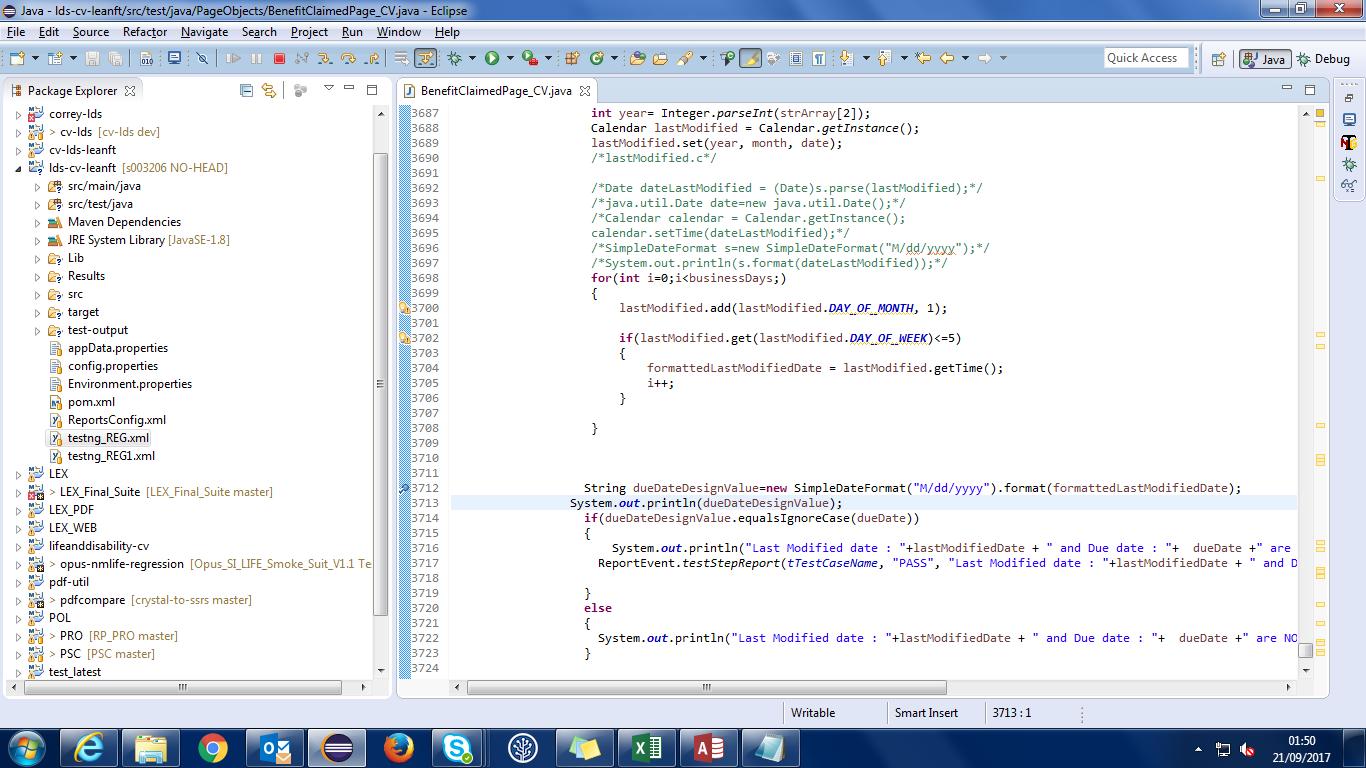 Java - lds-cv-leanft/src/test/java/PageObjects/BenefitClaimedPage_CV.java - Eclipse
File Edit Source Refactor Navigate Search Project Run Window Help
Quick Access Java Debug
Package Explorer
correy-lds
> cv-lds [cv-lds dev]
cv-lds-leanft
lds-cv-leanft [s003206 NO-HEAD]
src/main/java
src/test/java
Maven Dependencies
JRE System Library [JavaSE-1.8]
Lib
Results
src
target
test-output
appData.properties
config.properties
Environment.properties
pom.xml
ReportsConfig.xml
testng_REG.xml
testng_REG1.xml
LEX
> LEX_Final_Suite [LEX_Final_Suite master]
LEX_PDF
LEX_WEB
lifeanddisability-cv
> opus-nmlife-regression [Opus_SI_LIFE_Smoke_Suit_V1.1 Te
pdf-util
> pdfcompare [crystal-to-ssrs master]
POL
> PRO [RP_PRO master]
> PSC [PSC master]
test_latest
BenefitClaimedPage_CV.java
3687 int year= Integer.parseInt(strArray[2]);
3688 Calendar lastModified = Calendar.getInstance();
3689 lastModified.set(year, month, date);
3690 /*lastModified.c*/
3691
3692 /*Date dateLastModified = (Date)s.parse(lastModified);*/
3693 /*java.util.Date date=new java.util.Date();*/
3694 /*Calendar calendar = Calendar.getInstance();
3695 calendar.setTime(dateLastModified);*/
3696 /*SimpleDateFormat s=new SimpleDateFormat("M/dd/yyyy");*/
3697 /*System.out.println(s.format(dateLastModified));*/
3698 for(int i=0;i<businessDays;)
3699 {
3700 lastModified.add(lastModified.DAY_OF_MONTH, 1);
3701
3702 if(lastModified.get(lastModified.DAY_OF_WEEK)<=5)
3703 {
3704 formattedLastModifiedDate = lastModified.getTime();
3705 i++;
3706 }
3707
3708 }
3709
3710
3711
3712 String dueDateDesignValue=new SimpleDateFormat("M/dd/yyyy").format(formattedLastModifiedDate);
3713 System.out.println(dueDateDesignValue);
3714 if(dueDateDesignValue.equalsIgnoreCase(dueDate))
3715 {
3716 System.out.println("Last Modified date : "+lastModifiedDate + " and Due date : "+ dueDate +" are
3717 ReportEvent.testStepReport(tTestCaseName, "PASS", "Last Modified date : "+lastModifiedDate + " and D
3718
3719 }
3720 else
3721 {
3722 System.out.println("Last Modified date : "+lastModifiedDate + " and Due date : "+ dueDate +" are NO
3723 }
3724
Writable Smart Insert 3713 : 1
01:50
21/09/2017